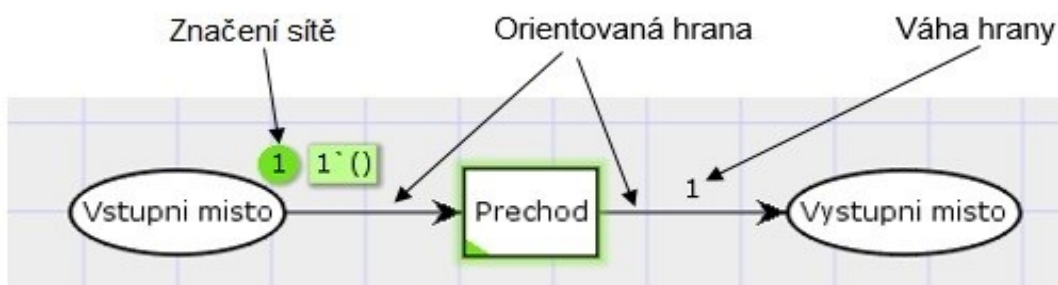 Značení sítě
Orientovaná hrana
Váha hrany
1
1`()
1
Vstupni misto
Prechod
Vystupni misto